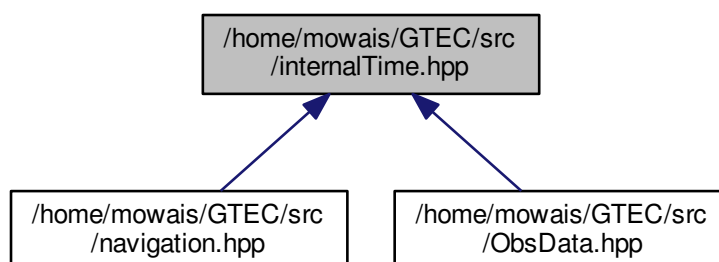 /home/mowais/GTEC/src
/internalTime.hpp
/home/mowais/GTEC/src
/navigation.hpp
/home/mowais/GTEC/src
/ObsData.hpp